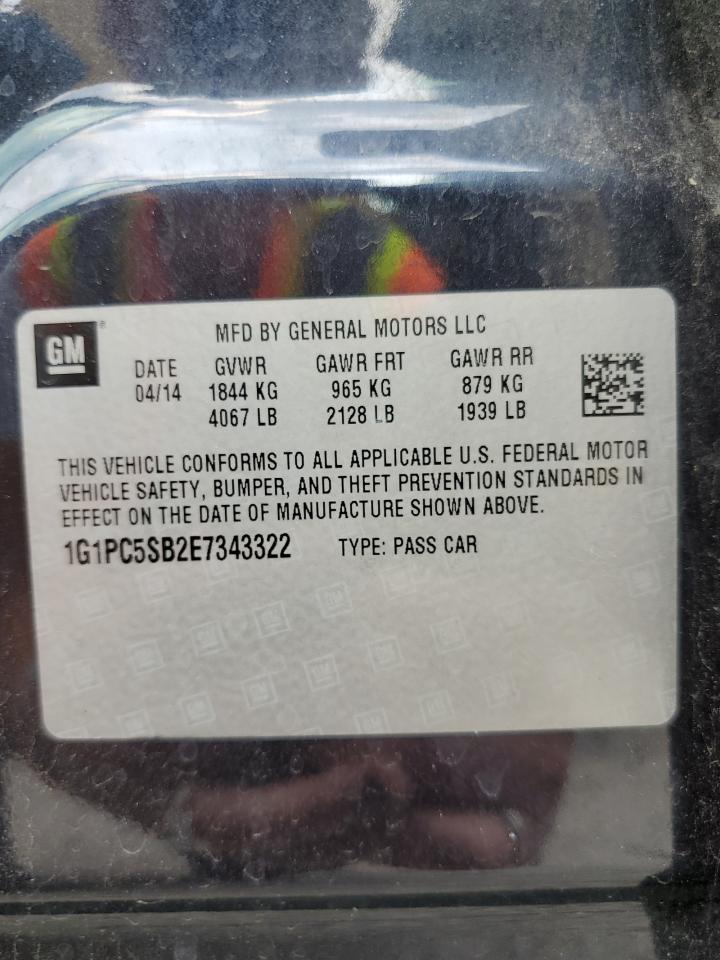 GM
MFD BY GENERAL MOTORS LLC
DATE GVWR GAWR FRT GAWR RR
04/14 1844 KG 965 KG 879 KG
4067 LB 2128 LB 1939 LB
THIS VEHICLE CONFORMS TO ALL APPLICABLE U.S. FEDERAL MOTOR
VEHICLE SAFETY, BUMPER, AND THEFT PREVENTION STANDARDS IN
EFFECT ON THE DATE OF MANUFACTURE SHOWN ABOVE.
1G1PC5SB2E7343322 TYPE: PASS CAR